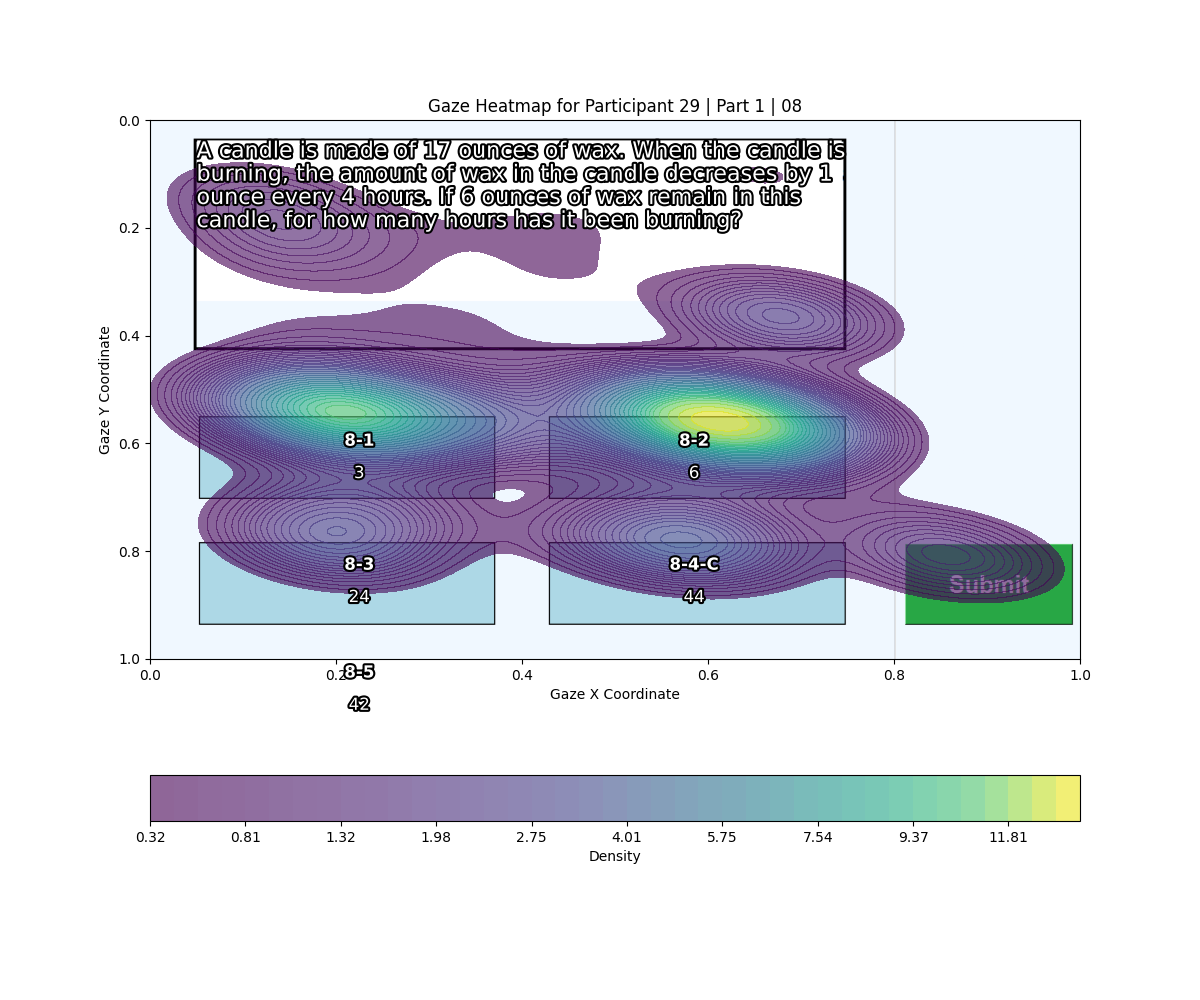 Gaze Heatmap for Participant 29 | Part 1 | 08
A candle is made of 17 ounces of wax. When the candle is
burning, the amount of wax in the candle decreases by 1
ounce every 4 hours. If 6 ounces of wax remain in this
candle, for how many hours has it been burning?
0.0
0.2
0.4
0.6
0.8
1.0
Gaze Y Coordinate
8-1
3
8-2
6
8-3
24
8-4-C
44
Submit
8-5
42
0.0 0.2 0.4 0.6 0.8 1.0
Gaze X Coordinate
0.32 0.81 1.32 1.98 2.75 4.01 5.75 7.54 9.37 11.81
Density